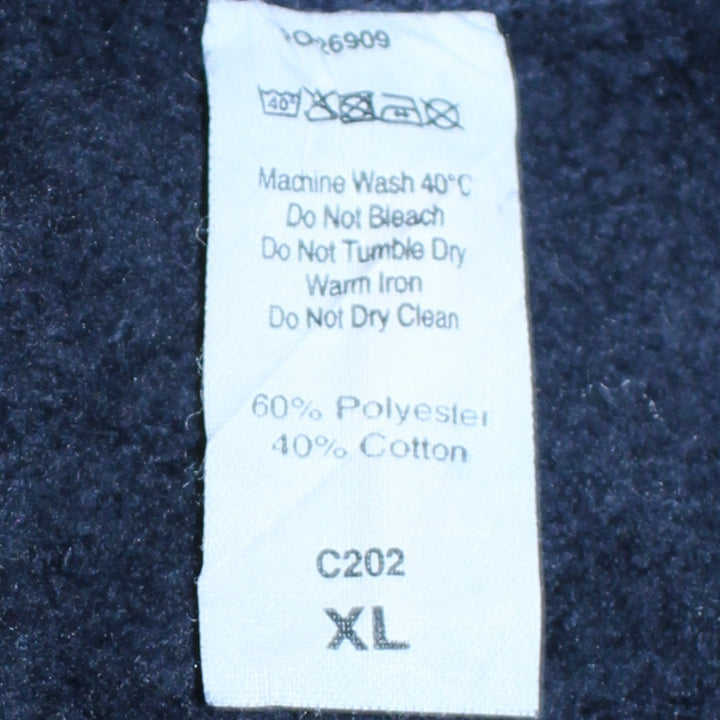 40°
Machine Wash 40°C
Do Not Bleach
Do Not Tumble Dry
Warm Iron
Do Not Dry Clean
60% Polyester
40% Cotton
C202
XL